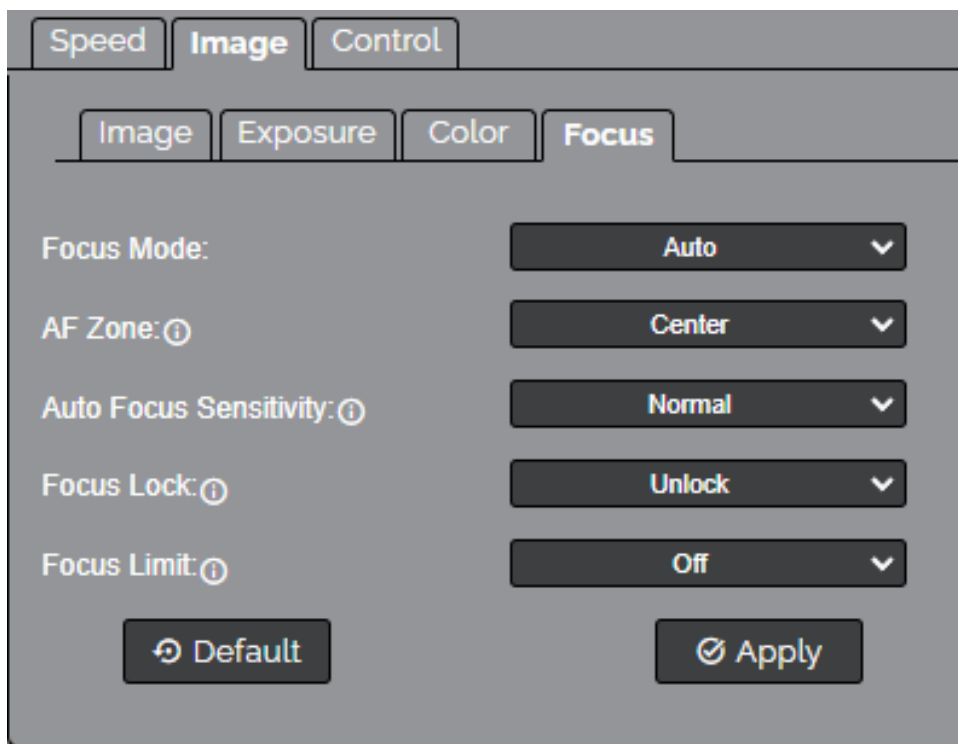 Speed Image Control
Image Exposure Color Focus
Focus Mode: Auto
AF Zone: Center
Auto Focus Sensitivity: Normal
Focus Lock: Unlock
Focus Limit: Off
Default Apply